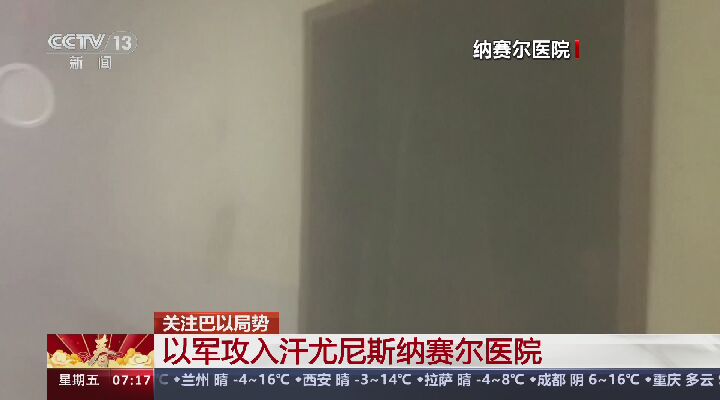 CCTV 13
新闻
纳赛尔医院
关注巴以局势
春
以军攻入汗尤尼斯纳赛尔医院
星期五 07:17 ℃ 兰州 晴 -4~16℃ 西安 晴 -3~14℃ 拉萨 晴 -4~8℃ 成都 阴 6~16℃ 重庆 多云